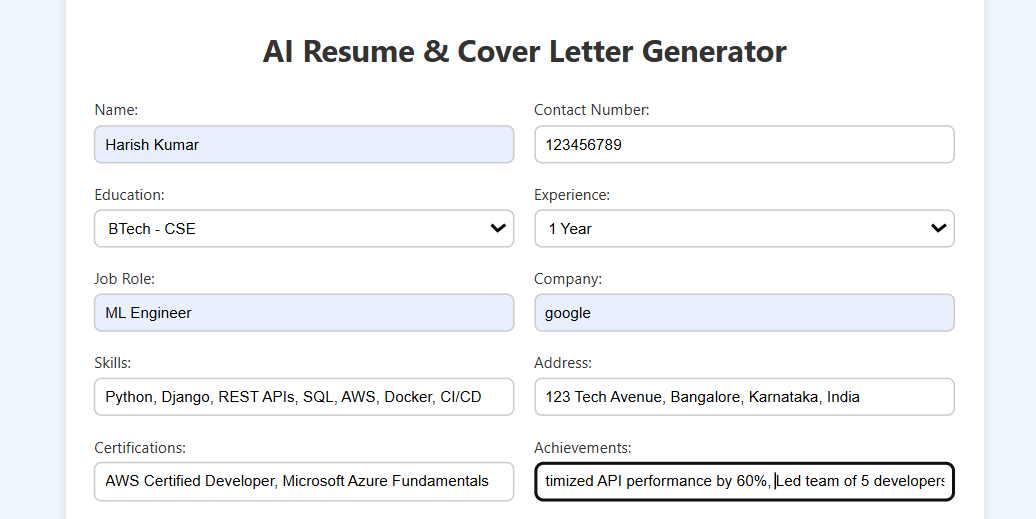 AI Resume & Cover Letter Generator
Name: Contact Number:
Harish Kumar 123456789
Education: Experience:
BTech - CSE 1 Year
Job Role: Company:
ML Engineer google
Skills: Address:
Python, Django, REST APIs, SQL, AWS, Docker, CI/CD 123 Tech Avenue, Bangalore, Karnataka, India
Certifications: Achievements:
AWS Certified Developer, Microsoft Azure Fundamentals timized API performance by 60%, Led team of 5 developers